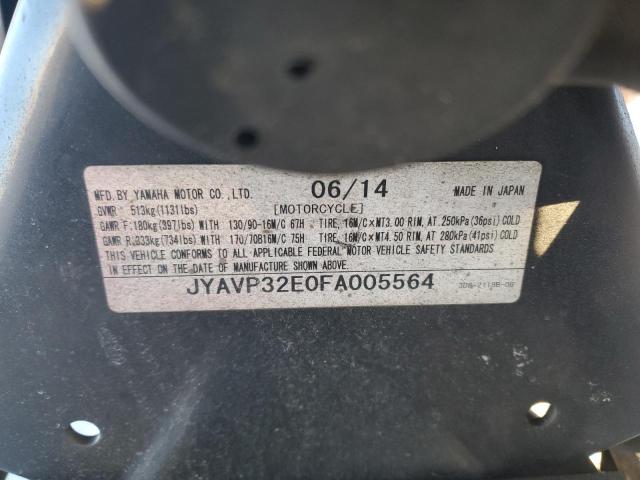 MFD.BY YAMAHA MOTOR CO.,LTD. 06/14 MADE IN JAPAN
GVWR 513kg(1131lbs) [MOTORCYCLE]
GAWR F:180kg(397lbs)WITH 130/90-16M/C 67H TIRE, 16M/C×MT3.00 RIM, AT 250kPa(36psi)COLD
GAWR R:333kg(734lbs)WITH 170/70B16M/C 75H TIRE, 16M/C×MT4.50 RIM, AT 280kPa(41psi)COLD
THIS VEHICLE CONFORMS TO ALL APPLICABLE FEDERAL MOTOR VEHICLE SAFETY STANDARDS
IN EFFECT ON THE DATE OF MANUFACTURE SHOWN ABOVE.
JYAVP32E0FA005564